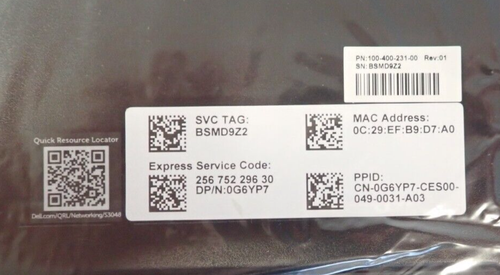 PN:100-400-231-00 Rev:01
SN: BSMD9Z2
SVC TAG:
BSMD9Z2
MAC Address:
0C:29:EF:B9:D7:A0
Quick Resource Locator
Dell.com/QRL/Networking/S3048
Express Service Code:
256 752 296 30
DP/N:0G6YP7
PPID:
CN-0G6YP7-CES00-
049-0031-A03